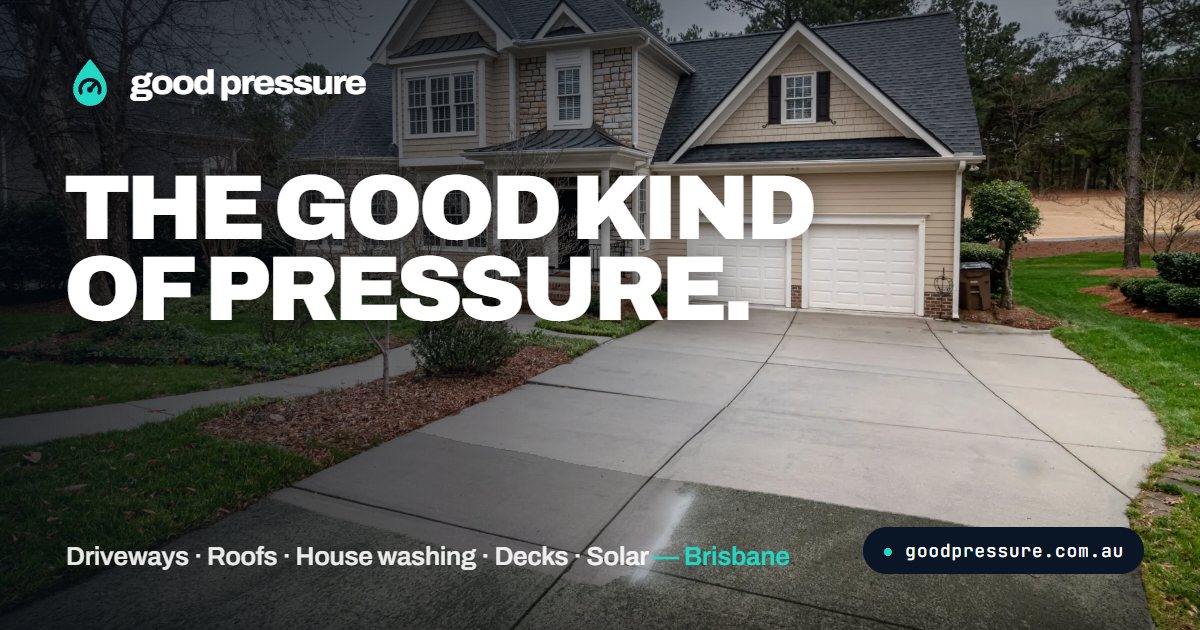 good pressure
THE GOOD KIND
OF PRESSURE.
Driveways · Roofs · House washing · Decks · Solar — Brisbane
goodpressure.com.au